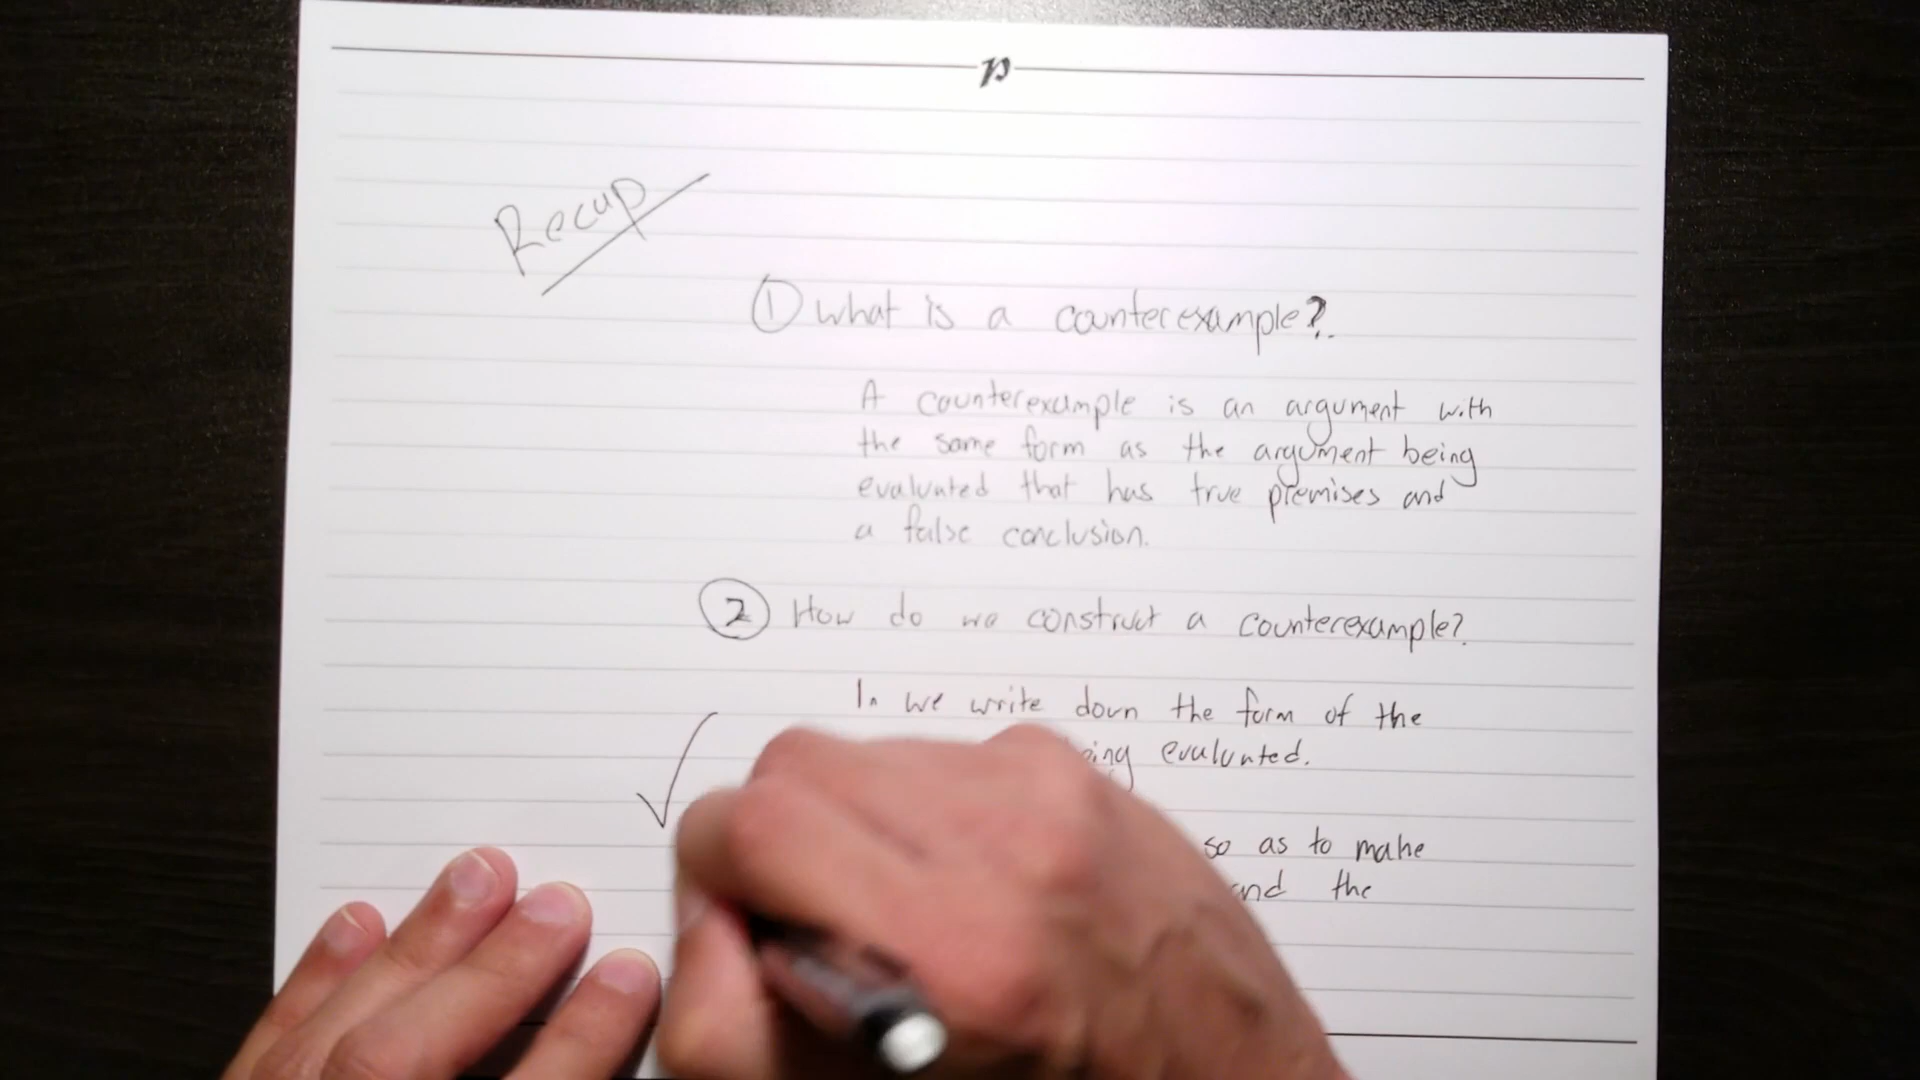 p
Recap
① What is a counterexample?
A counterexample is an argument with
the same form as the argument being
evaluated that has true premises and
a false conclusion.
② How do we construct a counterexample?
1. we write down the form of the
evaluated.
so as to make
and the